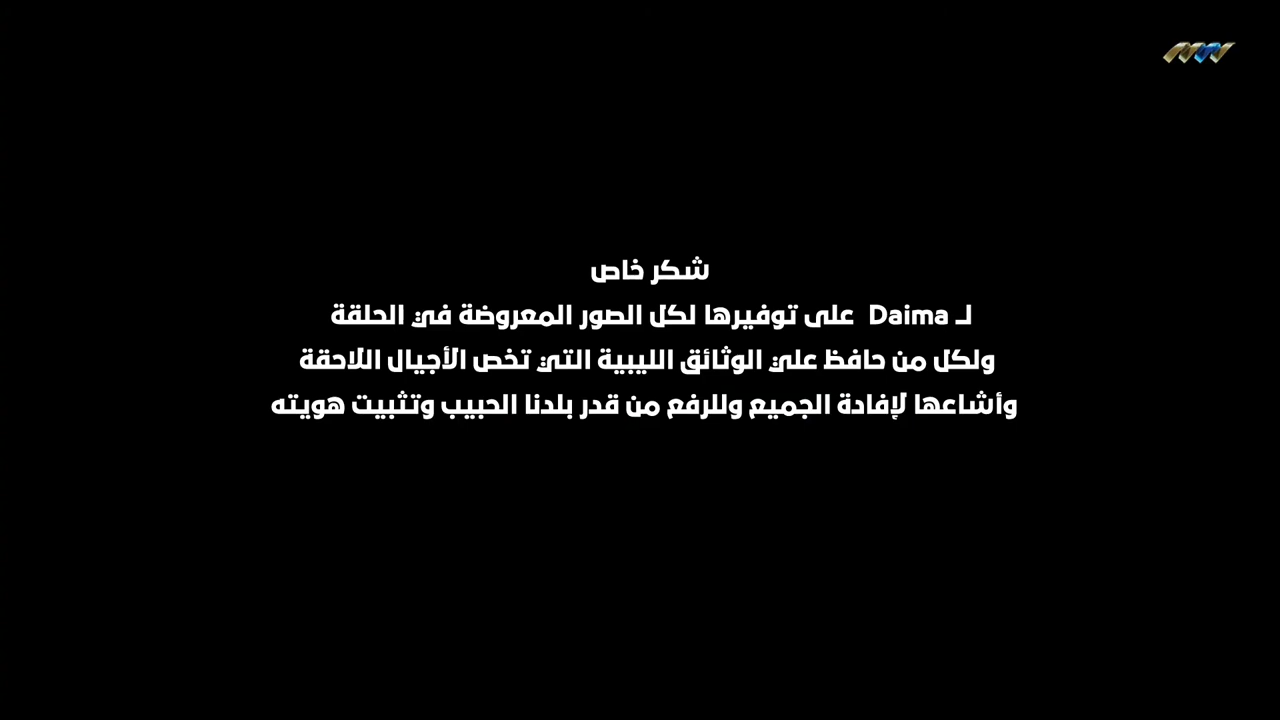 شكر خاص
لـ Daima على توفيرها لكل الصور المعروضة في الحلقة
ولكل من حافظ علي الوثائق الليبية التي تخص الأجيال اللاحقة
وأشاعها لإفادة الجميع وللرفع من قدر بلدنا الحبيب وتثبيت هويته